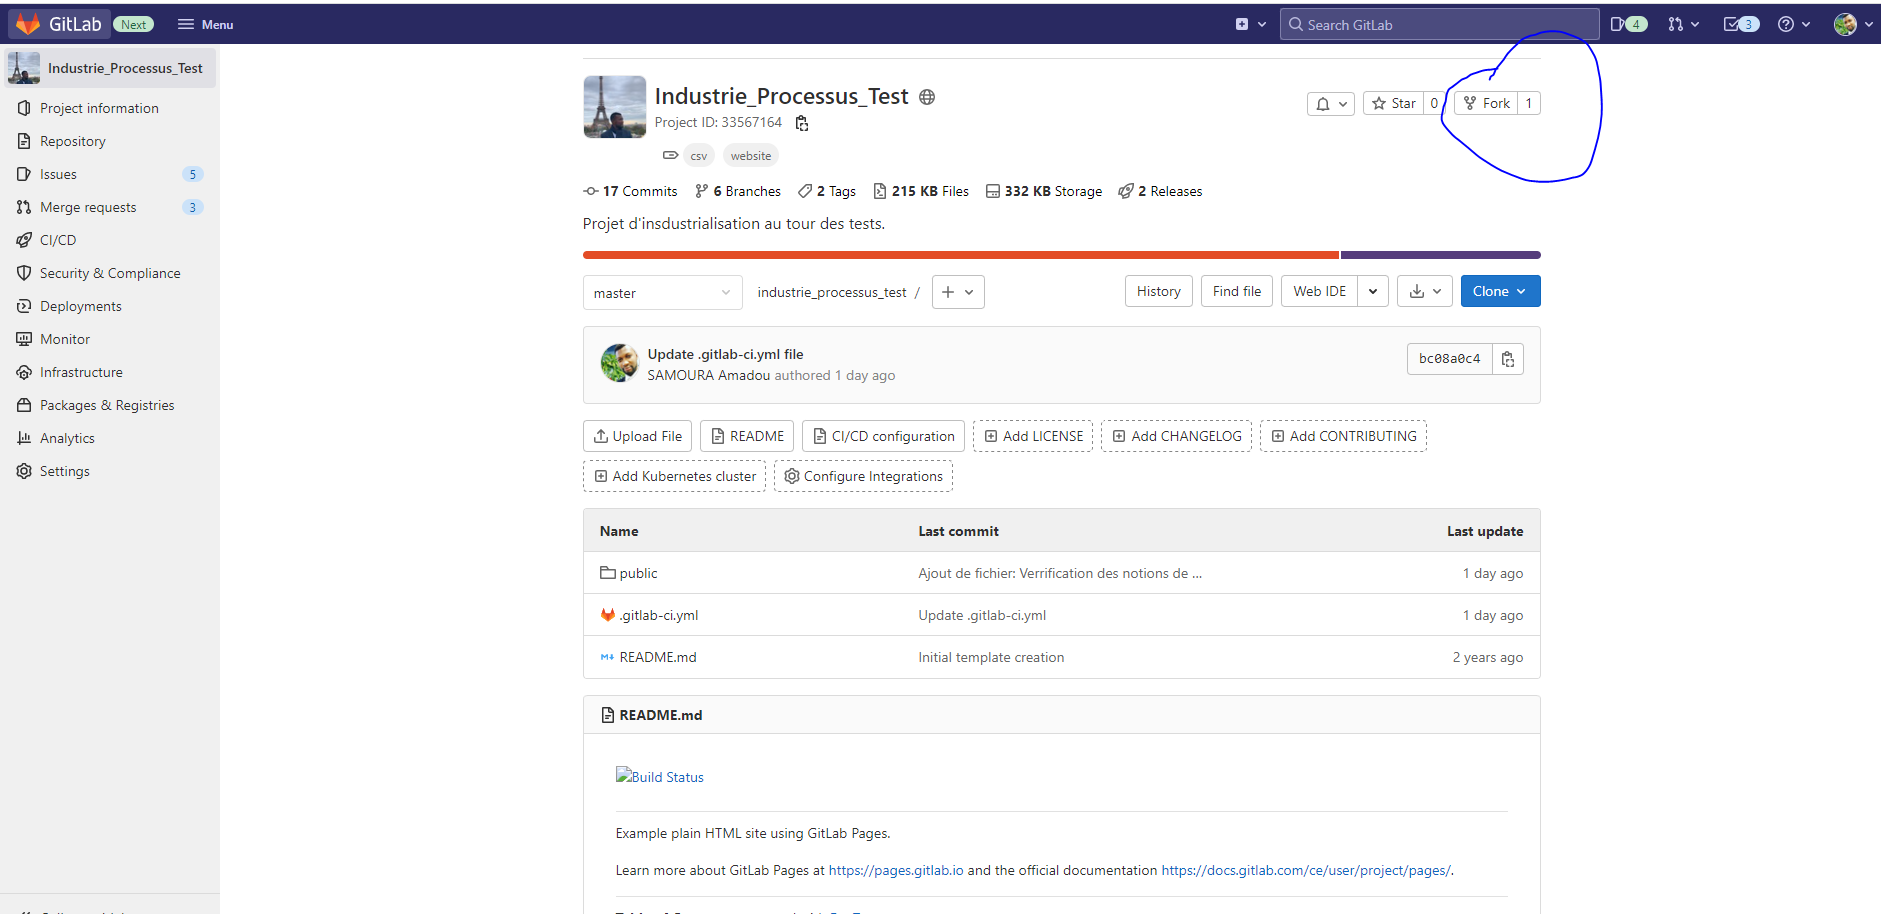 GitLab Next Menu Search GitLab 4 3
Industrie_Processus_Test
Project information
Repository
Issues 5
Merge requests 3
CI/CD
Security & Compliance
Deployments
Monitor
Infrastructure
Packages & Registries
Analytics
Settings
Industrie_Processus_Test
Project ID: 33567164
Star 0 Fork 1
csv website
17 Commits 6 Branches 2 Tags 215 KB Files 332 KB Storage 2 Releases
Projet d'insdustrialisation au tour des tests.
master industrie_processus_test / History Find file Web IDE Clone
Update .gitlab-ci.yml file
SAMOURA Amadou authored 1 day ago
bc08a0c4
Upload File README CI/CD configuration Add LICENSE Add CHANGELOG Add CONTRIBUTING
Add Kubernetes cluster Configure Integrations
Name Last commit Last update
public Ajout de fichier: Verrification des notions de ... 1 day ago
.gitlab-ci.yml Update .gitlab-ci.yml 1 day ago
README.md Initial template creation 2 years ago
README.md
Build Status
Example plain HTML site using GitLab Pages.
Learn more about GitLab Pages at https://pages.gitlab.io and the official documentation https://docs.gitlab.com/ce/user/project/pages/.